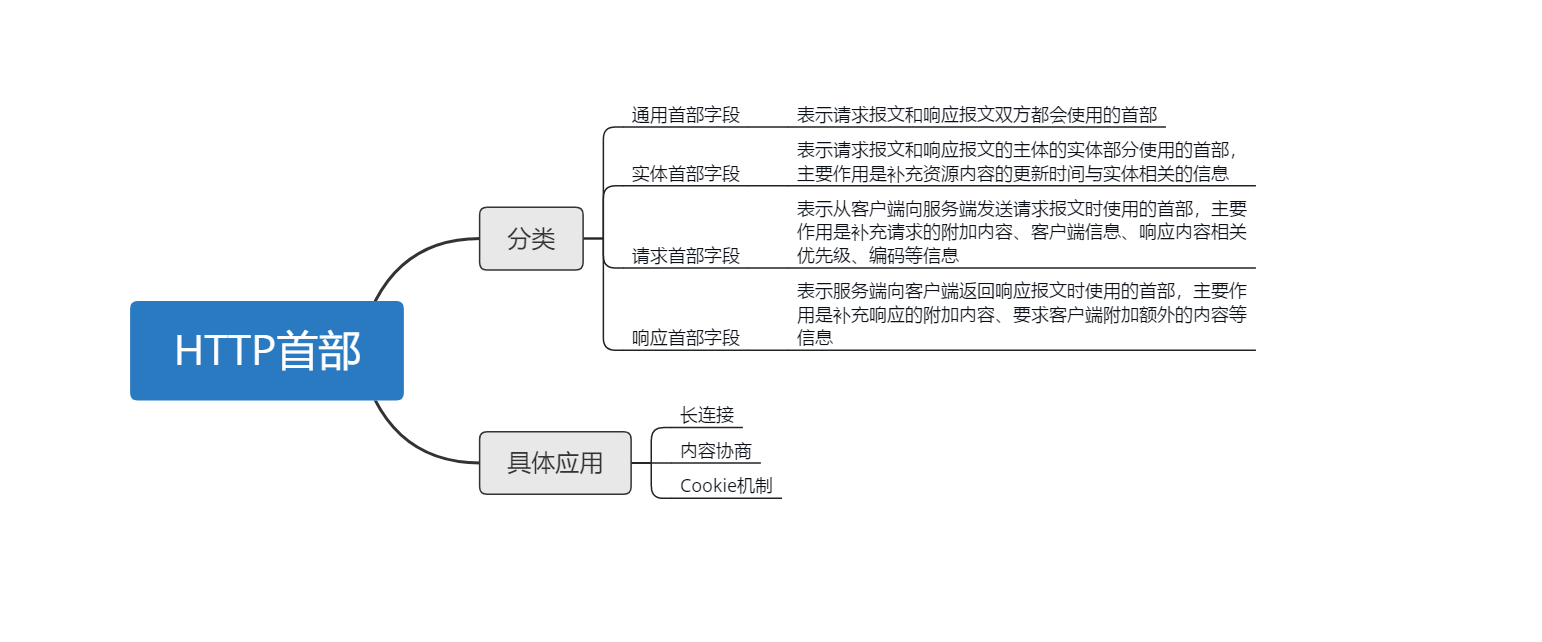 HTTP首部
分类
通用首部字段
表示请求报文和响应报文双方都会使用的首部
实体首部字段
表示请求报文和响应报文的主体的实体部分使用的首部，
主要作用是补充资源内容的更新时间与实体相关的信息
请求首部字段
表示从客户端向服务端发送请求报文时使用的首部，主要
作用是补充请求的附加内容、客户端信息、响应内容相关
优先级、编码等信息
响应首部字段
表示服务端向客户端返回响应报文时使用的首部，主要作
用是补充响应的附加内容、要求客户端附加额外的内容等
信息
具体应用
长连接
内容协商
Cookie机制